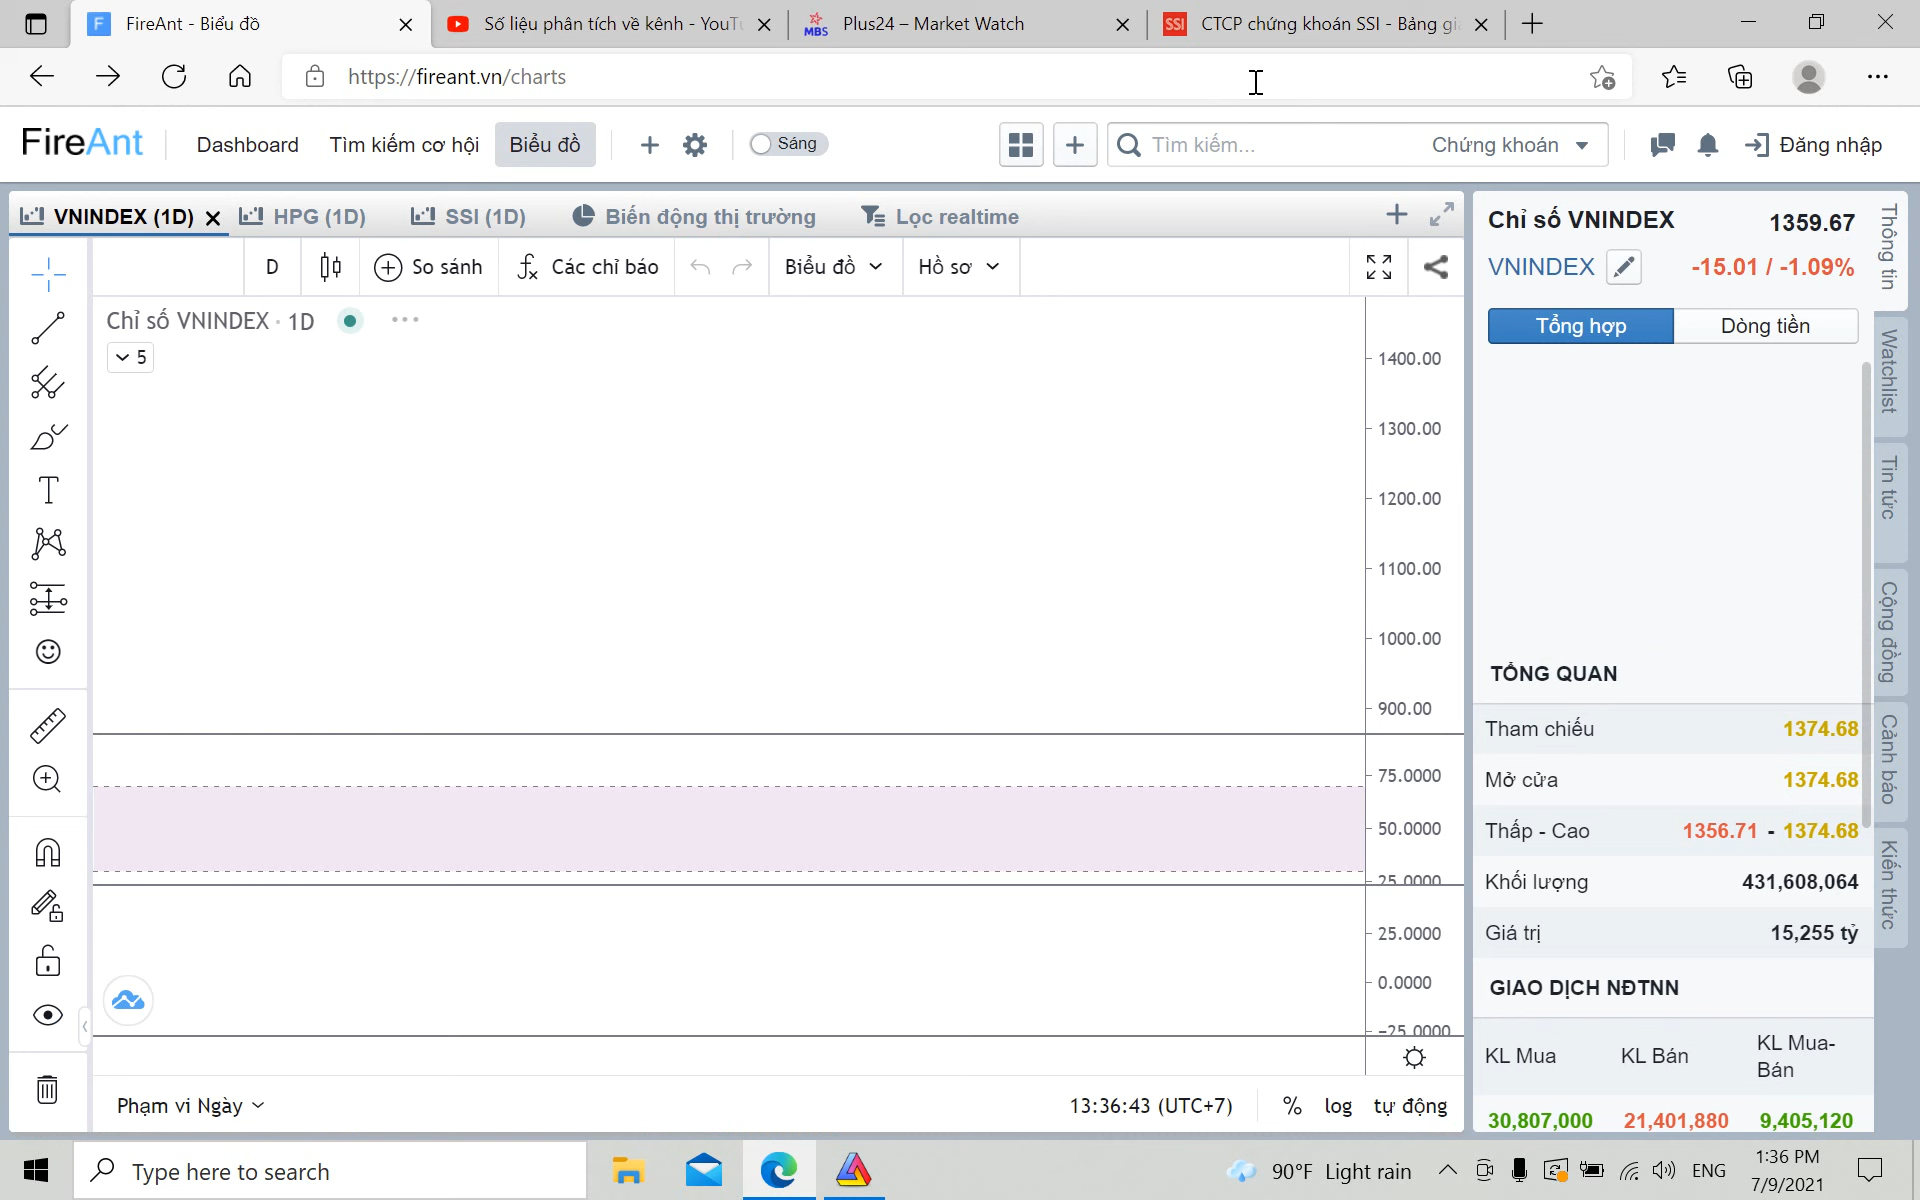 FireAnt - Biểu đồ
Số liệu phân tích về kênh - YouTu
Plus24 – Market Watch
CTCP chứng khoán SSI - Bảng gi
https://fireant.vn/charts
FireAnt
Dashboard
Tìm kiếm cơ hội
Biểu đồ
Sáng
Tìm kiếm...
Chứng khoán
Đăng nhập
VNINDEX (1D)
HPG (1D)
SSI (1D)
Biến động thị trường
Lọc realtime
D
So sánh
Các chỉ báo
Biểu đồ
Hồ sơ
Chỉ số VNINDEX · 1D
5
1400.00
1300.00
1200.00
1100.00
1000.00
900.00
75.0000
50.0000
25.0000
25.0000
0.0000
−25.0000
Phạm vi Ngày
13:36:43 (UTC+7)
%
log
tự động
Chỉ số VNINDEX
1359.67
VNINDEX
-15.01 / -1.09%
Tổng hợp
Dòng tiền
TỔNG QUAN
Tham chiếu 1374.68
Mở cửa 1374.68
Thấp - Cao 1356.71 - 1374.68
Khối lượng 431,608,064
Giá trị 15,255 tỷ
GIAO DỊCH NĐTNN
KL Mua
KL Bán
KL Mua-
Bán
30,807,000
21,401,880
9,405,120
Thông tin
Watchlist
Tin tức
Cộng đồng
Cảnh báo
Kiến thức
Type here to search
90°F Light rain
ENG
1:36 PM
7/9/2021
F
MBS
SSI